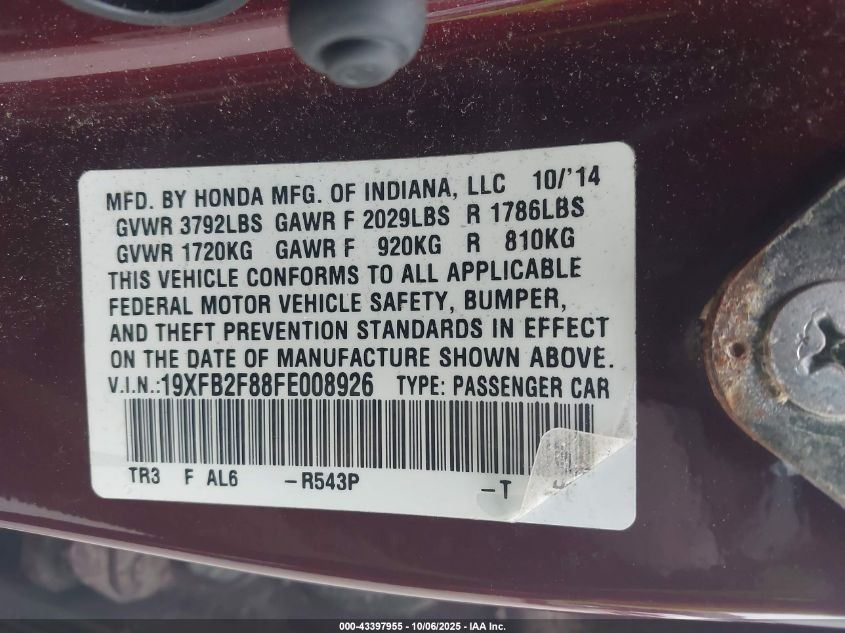 MFD. BY HONDA MFG. OF INDIANA, LLC 10/'14
GVWR 3792LBS GAWR F 2029LBS R 1786LBS
GVWR 1720KG GAWR F 920KG R 810KG
THIS VEHICLE CONFORMS TO ALL APPLICABLE
FEDERAL MOTOR VEHICLE SAFETY, BUMPER,
AND THEFT PREVENTION STANDARDS IN EFFECT
ON THE DATE OF MANUFACTURE SHOWN ABOVE.
V.I.N.:19XFB2F88FE008926 TYPE: PASSENGER CAR
TR3 F AL6 -R543P -T
000-43397955 - 10/06/2025 - IAA Inc.